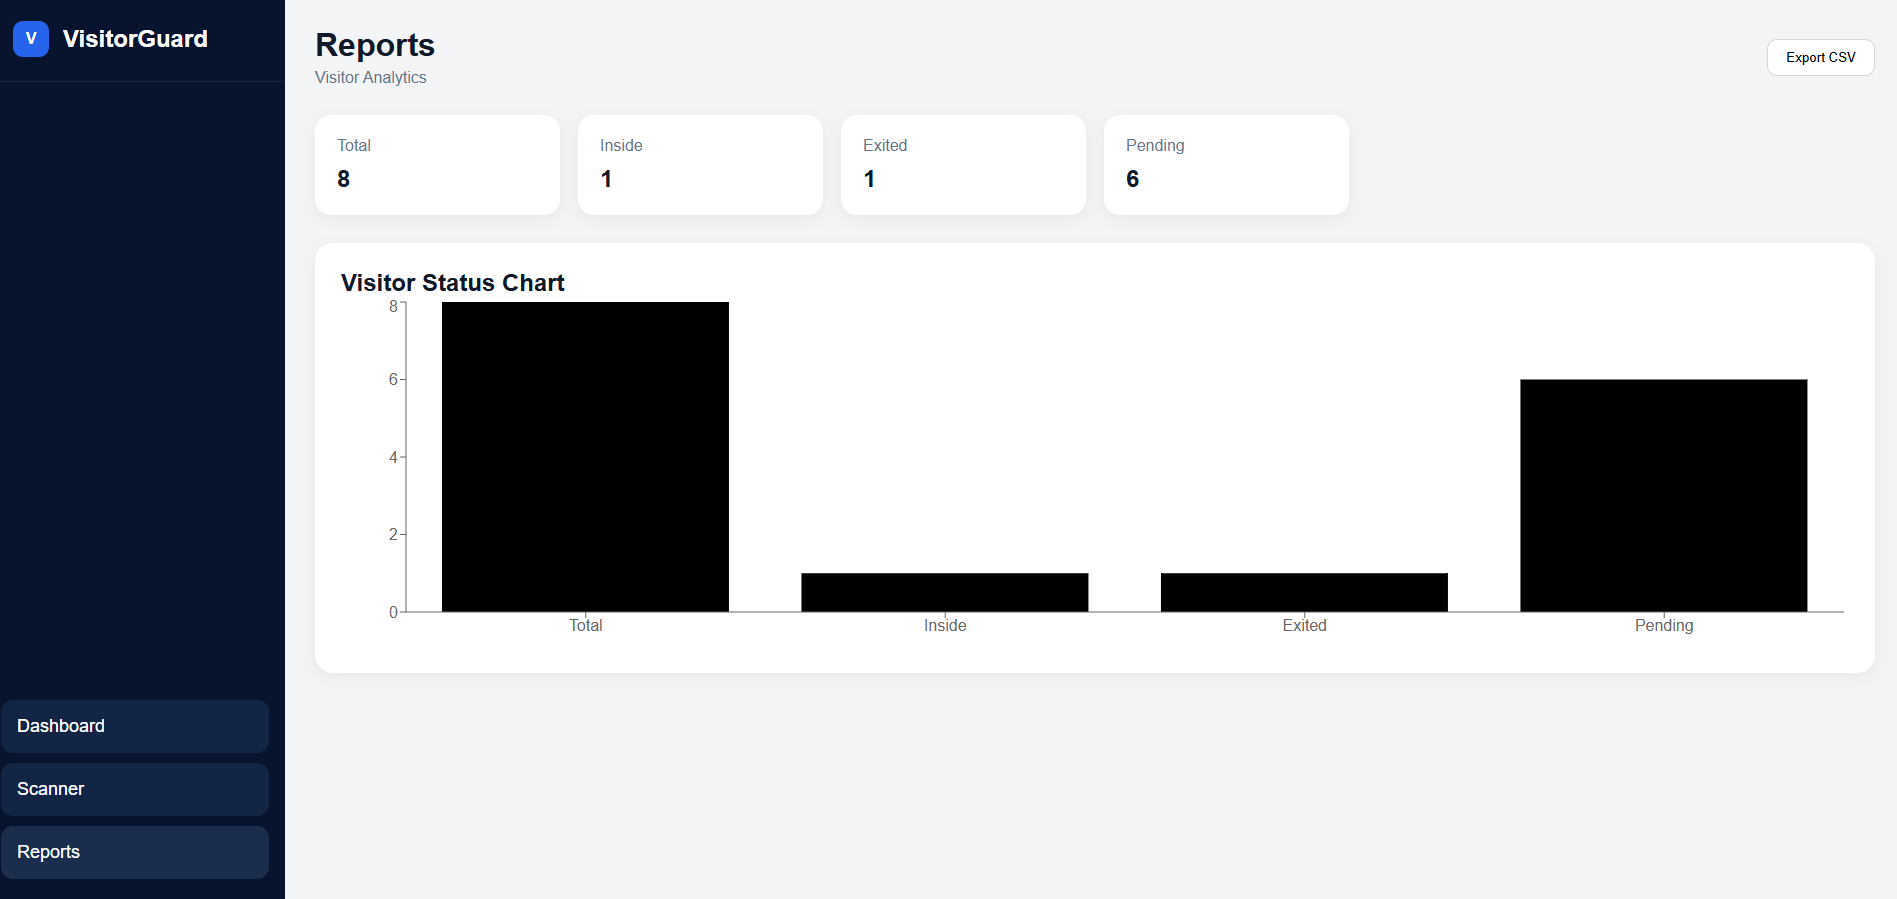 V VisitorGuard
Dashboard
Scanner
Reports
Reports
Visitor Analytics
Export CSV
Total
8
Inside
1
Exited
1
Pending
6
Visitor Status Chart
8
6
4
2
0
Total Inside Exited Pending